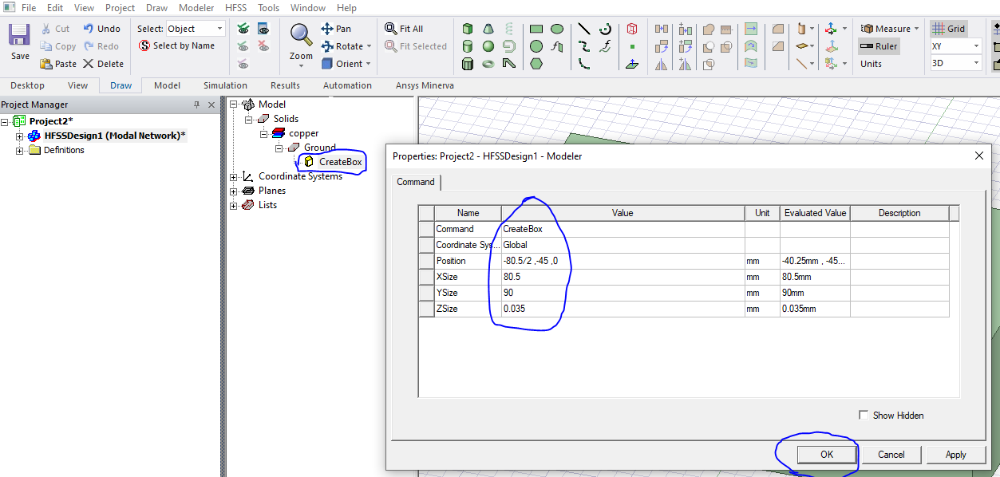 File Edit View Project Draw Modeler HFSS Tools Window Help
Save
Cut
Copy
Paste
Undo
Redo
Delete
Select: Object
Select by Name
Zoom
Pan
Rotate
Orient
Fit All
Fit Selected
Measure
Ruler
Units
Grid
XY
3D
Desktop View Draw Model Simulation Results Automation Ansys Minerva
Project Manager
Project2*
HFSSDesign1 (Modal Network)*
Definitions
Model
Solids
copper
Ground
CreateBox
Coordinate Systems
Planes
Lists
Properties: Project2 - HFSSDesign1 - Modeler
Command
Name Value Unit Evaluated Value Description
Command CreateBox
Coordinate Sys... Global
Position -80.5/2 ,-45 ,0 mm -40.25mm , -45...
XSize 80.5 mm 80.5mm
YSize 90 mm 90mm
ZSize 0.035 mm 0.035mm
Show Hidden
OK Cancel Apply